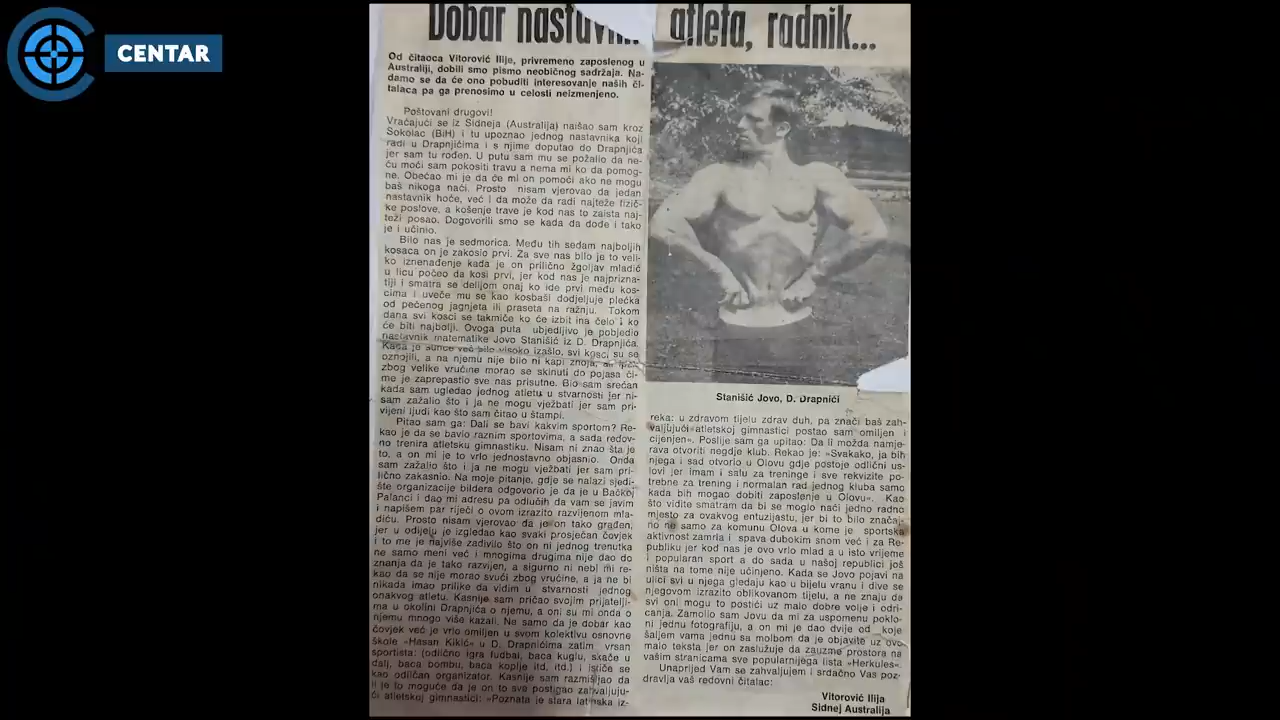 CENTAR
Dobar nastavnik atleta, radnik...
Od čitaoca Vitorović Ilije, privremeno zaposlenog u
Australiji, dobili smo pismo neobičnog sadržaja. Na-
damo se da će ono pobuditi interesovanje naših či-
talaca pa ga prenosimo u celosti neizmenjeno.
Poštovani drugovi!
Vraćajući se iz Sidneja (Australija) naišao sam kroz
Sokolac (BiH) i tu upoznao jednog nastavnika koji
radi u Drapnjićima i s njime doputao do Drapnjića
jer sam tu rođen. U putu sam mu se požalio da ne-
ću moći sam pokositi travu a nema mi ko da pomog-
ne. Obećao mi je da će mi on pomoći ako ne mogu
baš nikoga naći. Prosto nisam vjerovao da jedan
nastavnik hoće, već i da može da radi najteže fizič-
ke poslove, a košenje trave je kod nas to zaista naj-
teži posao. Dogovorili smo se kada da dođe i tako
je i učinio.
Bilo nas je sedmorica. Među tih sedam najboljih
kosaca on je zakosio prvi. Za sve nas bilo je to veli-
ko iznenađenje kada je on prilično žgoljav mladić
u licu počeo da kosi prvi, jer kod nas je najprizna-
tiji i smatra se delijom onaj ko ide prvi među kos-
cima i uveče mu se kao kosbaši dodjeljuje plećka
od pečenog jagnjeta ili praseta na ražnju. Tokom
dana svi kosci se takmiče ko će izbit ina čelo i ko
će biti najbolji. Ovoga puta ubjedljivo je pobjedio
nastavnik matematike Jovo Stanišić iz D. Drapnjića.
Kada je sunce već bilo visoko izašlo, svi kosci su se
oznojili, a na njemu nije bilo ni kapi znoja, ali ipak
zbog velike vrućine morao se skinuti do pojasa či-
me je zaprepastio sve nas prisutne. Bio sam srećan
kada sam ugledao jednog atletu u stvarnosti jer ni-
sam zažalio što i ja ne mogu vježbati jer sam pri-
vijeni ljudi kao što sam čitao u štampi.
Pitao sam ga: Dali se bavi kakvim sportom? Re-
kao je da se bavio raznim sportovima, a sada redov-
no trenira atletsku gimnastiku. Nisam ni znao šta je
to, a on mi je to vrlo jednostavno objasnio. Onda
sam zažalio što i ja ne mogu vježbati jer sam pri-
lično zakasnio. Na moje pitanje, gdje se nalazi sjedi-
šte organizacije bildera odgovorio je da je u Bačkoj
Palanci i dao mi adresu pa odlučih da vam se javim
i napišem par riječi o ovom izrazito razvijenom mla-
diću. Prosto nisam vjerovao da je on tako građen,
jer u odijelu je izgledao kao svaki prosječan čovjek
i to me je najviše zadivilo što on ni jednog trenutka
ne samo meni već i mnogima drugima nije dao do
znanja da je tako razvijen, a sigurno ni nebi mi re-
kao da se nije morao svući zbog vrućine, a ja ne bi
nikada imao prilike da vidim u stvarnosti jednog
onakvog atletu. Kasnije sam pričao svojim prijatelji-
ma u okolini Drapnjića o njemu, a oni su mi onda o
njemu mnogo više kazali. Ne samo da je dobar kao
čovjek već je vrlo omiljen u svom kolektivu osnovne
škole »Hasan Kikić« u D. Drapnićima zatim vrsan
sportista: (odlično igra fudbal, baca kuglu, skače u
dalj, baca bombu, baca koplje itd, itd.) i ističe se
kao odličan organizator. Kasnije sam razmišljao da
li je to moguće da je on to sve postigao zahvaljuju-
ći atletskoj gimnastici: »Poznata je stara latinska iz-
Stanišić Jovo, D. Drapnići
reka: u zdravom tijelu zdrav duh, pa znači baš zah-
valjujući atletskoj gimnastici postao sam omiljen i
cijenjen«. Poslije sam ga upitao: Da li možda namje-
rava otvoriti negdje klub. Rekao je: »Svakako, ja bih
njega i sad otvorio u Olovu gdje postoje odlični us-
lovi jer imam i salu za treninge i sve rekvizite po-
trebne za trening i normalan rad jednog kluba samo
kada bih mogao dobiti zaposlenje u Olovu«. Kao
što vidite smatram da bi se moglo naći jedno radno
mjesto za ovakvog entuzijastu, jer bi to bilo značaj-
no ne samo za komunu Olova u kome je sportska
aktivnost zamrla i spava dubokim snom već i za Re-
publiku jer kod nas je ovo vrlo mlad a u isto vrijeme
i popularan sport a do sada u našoj republici još
ništa na tome nije učinjeno. Kada se Jovo pojavi na
ulici svi u njega gledaju kao u bijelu vranu i dive se
njegovom izrazito oblikovanom tijelu, a ne znaju da
svi oni mogu to postići uz malo dobre volje i odri-
canja. Zamolio sam Jovu da mi za uspomenu poklo-
ni jednu fotografiju, a on mi je dao dvije od koje
šaljem vama jednu sa molbom da je objavite uz ovo
malo teksta jer on zaslužuje da zauzme prostora na
vašim stranicama sve popularnijega lista »Herkules«.
Unaprijed Vam se zahvaljujem i srdačno Vas poz-
dravlja vaš redovni čitalac:
Vitorović Ilija
Sidnej Australija